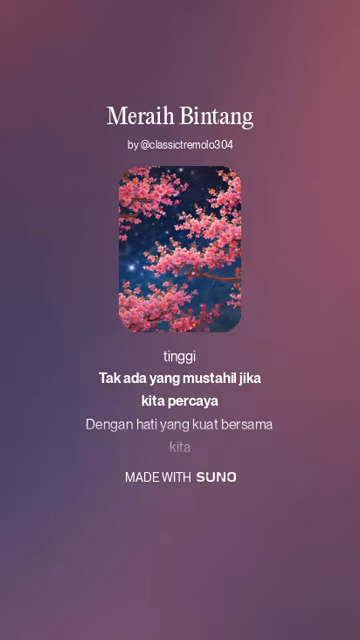 Meraih Bintang
by @classictremolo304
tinggi
Tak ada yang mustahil jika
kita percaya
Dengan hati yang kuat bersama
kita
MADE WITH SUNO